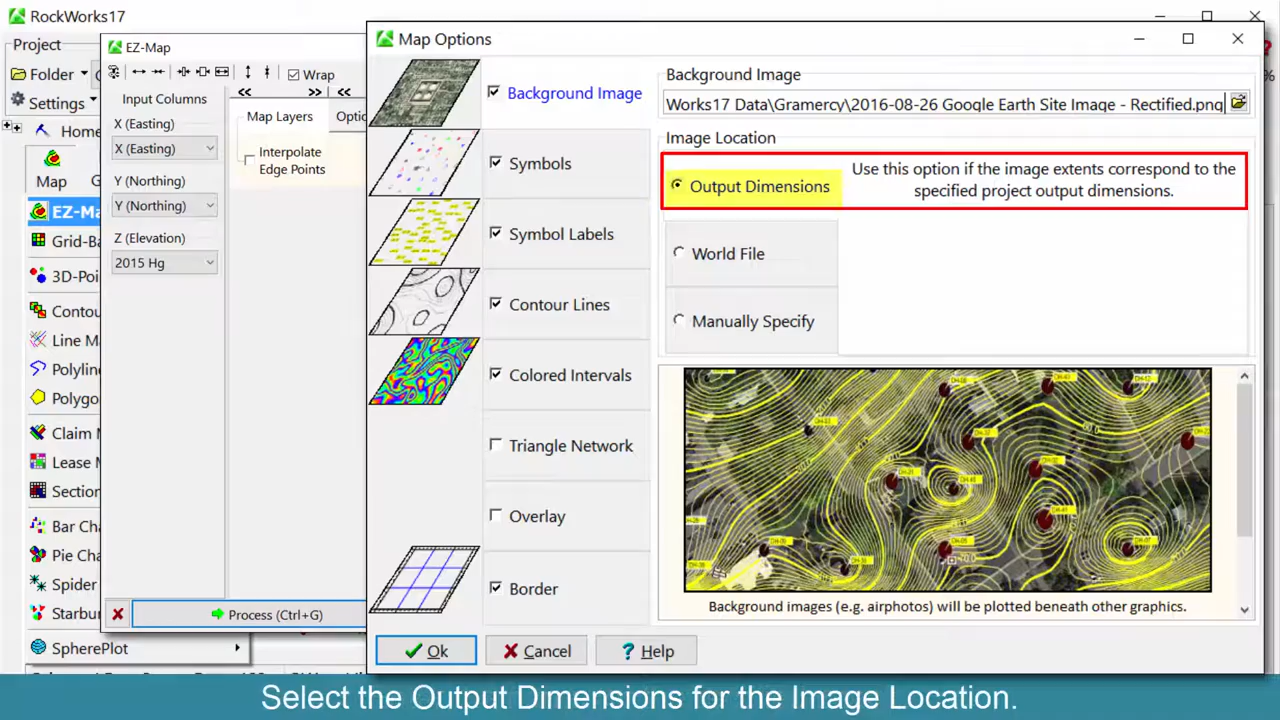 RockWorks17
Project
Folder
Settings
Home
Map
EZ-Map
Grid-Ba
3D-Poi
Contou
Line M
Polylin
Polygo
Claim M
Lease M
Section
Bar Cha
Pie Cha
Spider
Starbu
SpherePlot
EZ-Map
Wrap
<< >> <<
Input Columns
X (Easting)
X (Easting)
Y (Northing)
Y (Northing)
Z (Elevation)
2015 Hg
Map Layers
Optic
Interpolate
Edge Points
Process (Ctrl+G)
Map Options
Background Image
Symbols
Symbol Labels
Contour Lines
Colored Intervals
Triangle Network
Overlay
Border
Background Image
Works17 Data\Gramercy\2016-08-26 Google Earth Site Image - Rectified.png
Image Location
Output Dimensions
Use this option if the image extents correspond to the
specified project output dimensions.
World File
Manually Specify
Background images (e.g. airphotos) will be plotted beneath other graphics.
Ok
Cancel
? Help
Select the Output Dimensions for the Image Location.